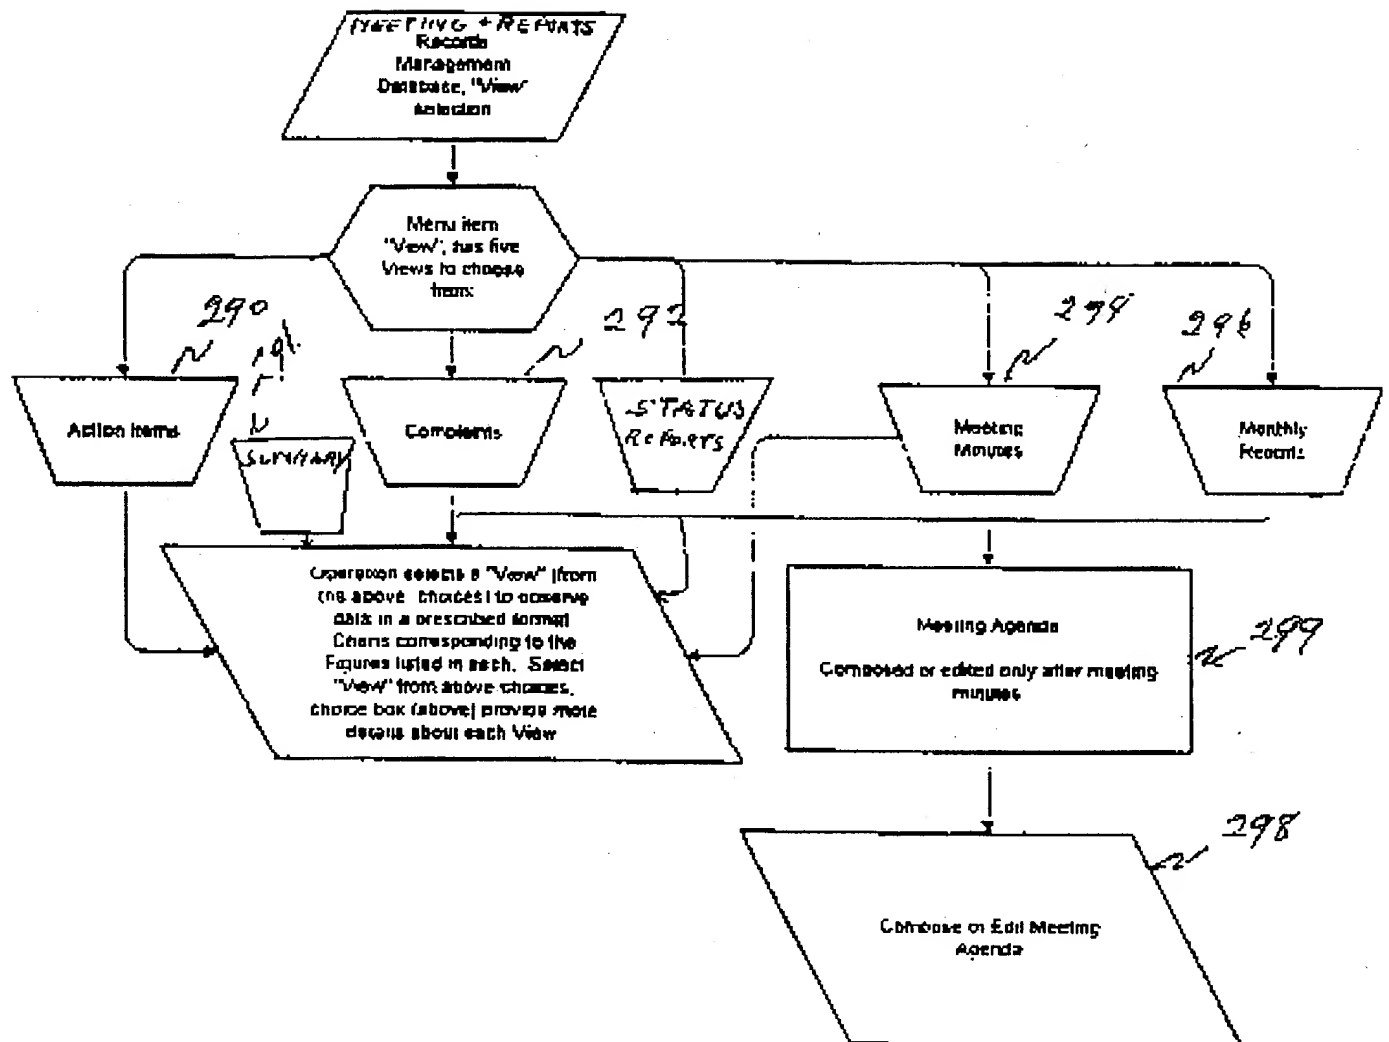 MEETING + REPORTS
Records
Management
Database, "View"
selection
Menu item
"View", has five
Views to choose
from:
290
292
294
296
Action Items
SUMMARY
Complaints
STATUS
REPORTS
Meeting
Minutes
Monthly
Reports
Operation selects a "View" (from
the above choices) to observe
data in a prescribed format
Charts corresponding to the
Figures listed in each. Select
"View" from above choices,
choice box (above) provide more
details about each View
Meeting Agenda
Composed or edited only after meeting
minutes
299
298
Compose or Edit Meeting
Agenda